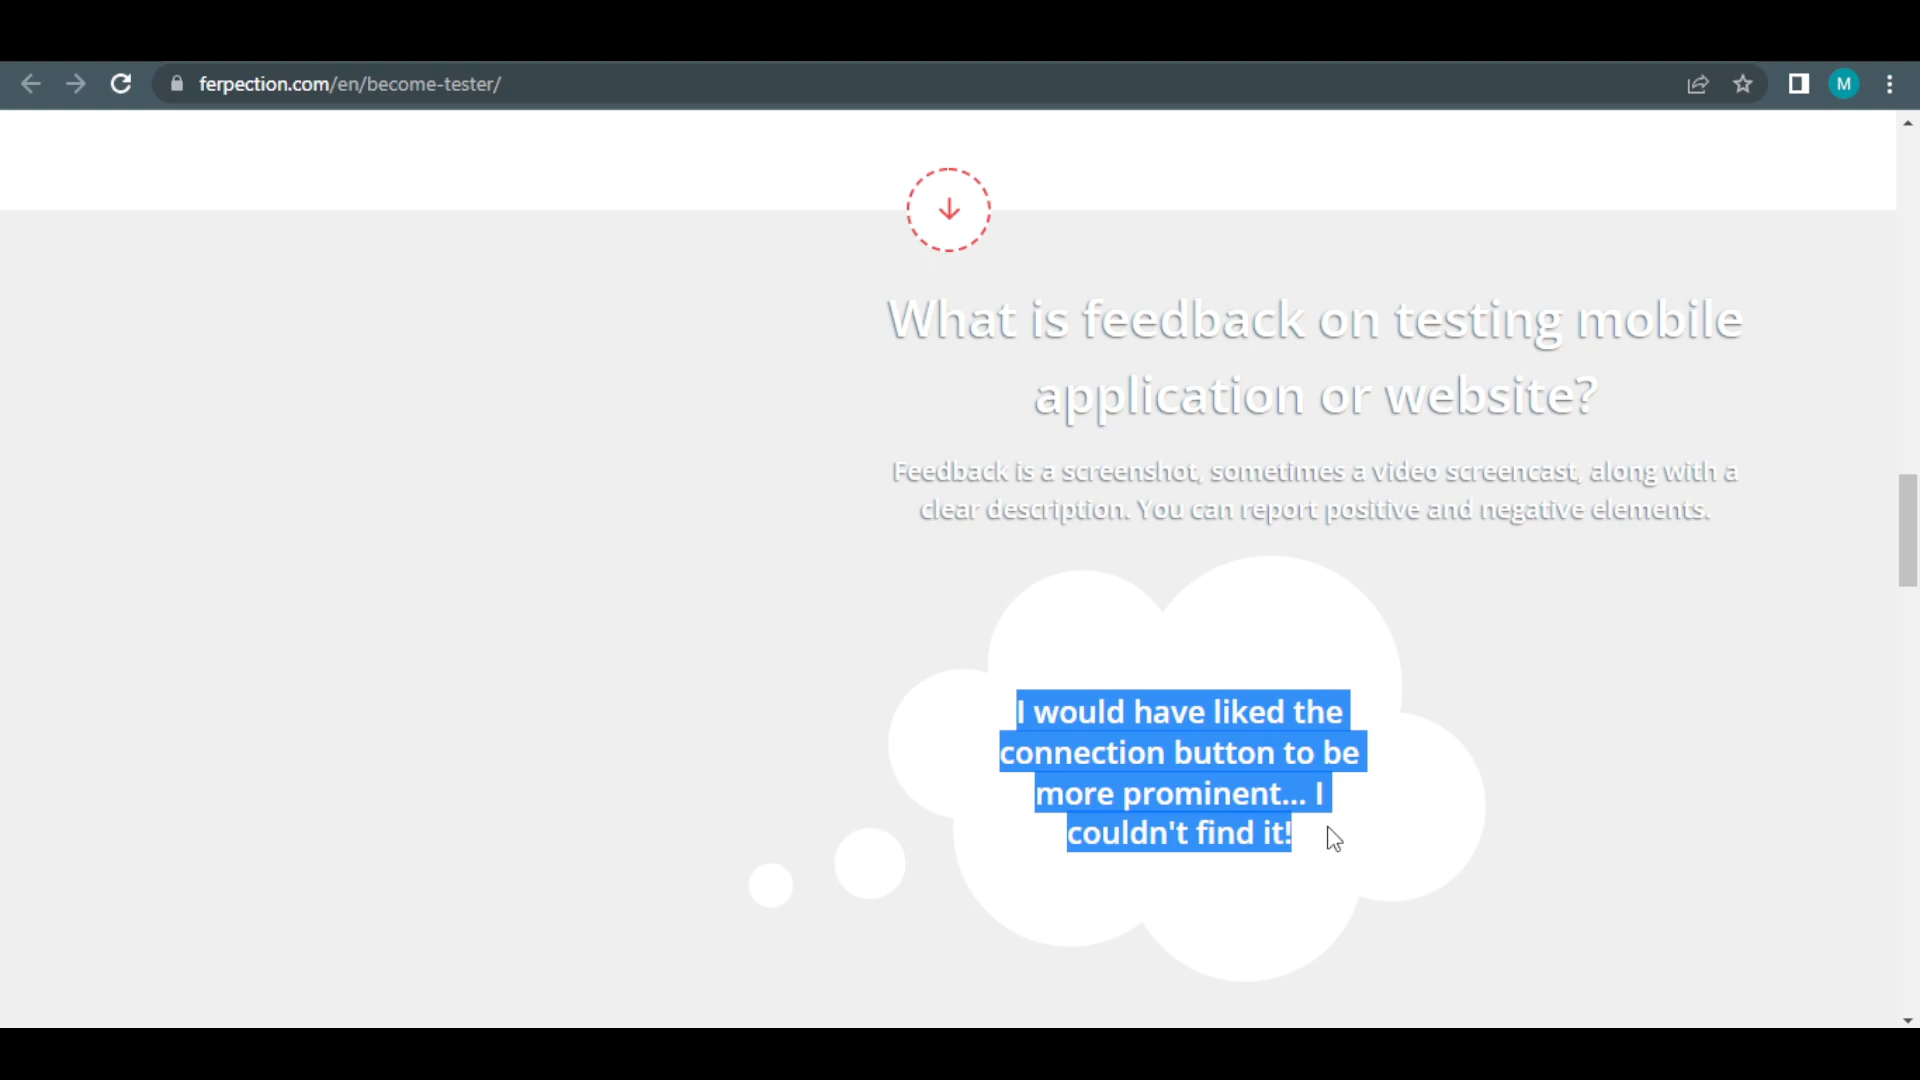 ferpection.com/en/become-tester/
M
What is feedback on testing mobile
application or website?
Feedback is a screenshot, sometimes a video screencast, along with a
clear description. You can report positive and negative elements.
I would have liked the
connection button to be
more prominent... I
couldn't find it!